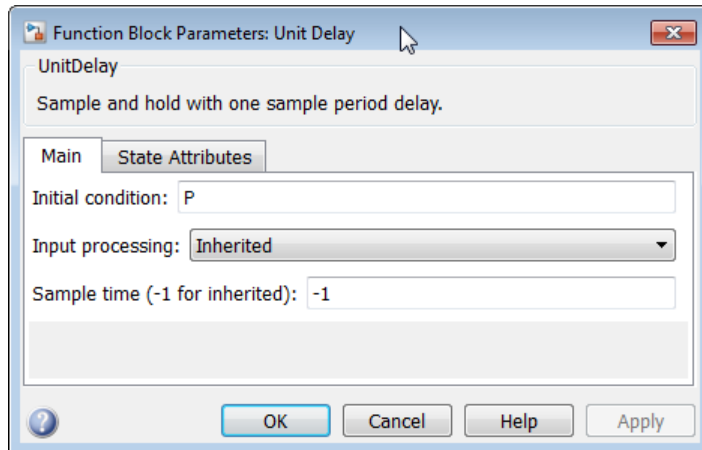 Function Block Parameters: Unit Delay
UnitDelay
Sample and hold with one sample period delay.
Main State Attributes
Initial condition: P
Input processing: Inherited
Sample time (-1 for inherited): -1
OK Cancel Help Apply